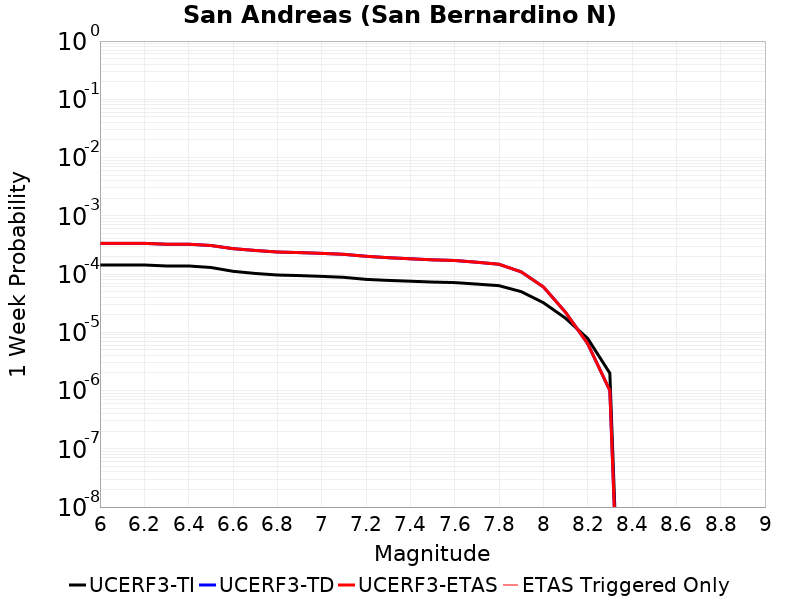 San Andreas (San Bernardino N)
10^0
10^-1
10^-2
10^-3
10^-4
10^-5
10^-6
10^-7
10^-8
1 Week Probability
6 6.2 6.4 6.6 6.8 7 7.2 7.4 7.6 7.8 8 8.2 8.4 8.6 8.8 9
Magnitude
UCERF3-TI UCERF3-TD UCERF3-ETAS ETAS Triggered Only